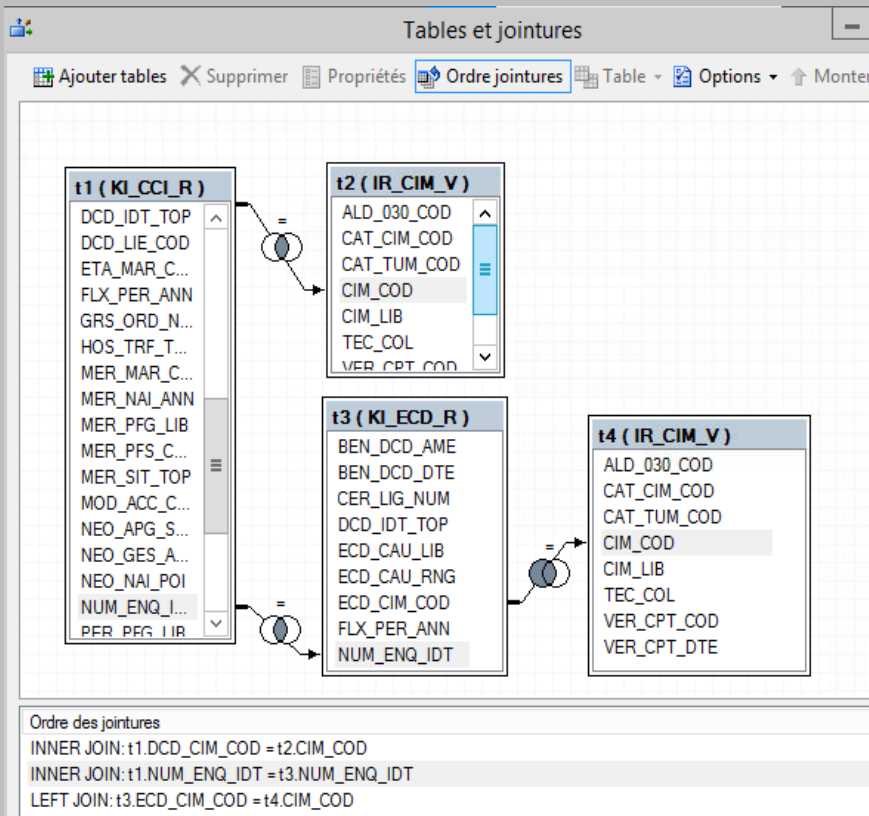 Tables et jointures
Ajouter tables Supprimer Propriétés Ordre jointures Table Options Monter
t1 ( KI_CCI_R )
DCD_IDT_TOP
DCD_LIE_COD
ETA_MAR_C...
FLX_PER_ANN
GRS_ORD_N...
HOS_TRF_T...
MER_MAR_C...
MER_NAI_ANN
MER_PFG_LIB
MER_PFS_C...
MER_SIT_TOP
MOD_ACC_C...
NEO_APG_S...
NEO_GES_A...
NEO_NAI_POI
NUM_ENQ_I...
PER_PFG_LIB
=
t2 ( IR_CIM_V )
ALD_030_COD
CAT_CIM_COD
CAT_TUM_COD
CIM_COD
CIM_LIB
TEC_COL
VER_CPT_COD
=
t3 ( KI_ECD_R )
BEN_DCD_AME
BEN_DCD_DTE
CER_LIG_NUM
DCD_IDT_TOP
ECD_CAU_LIB
ECD_CAU_RNG
ECD_CIM_COD
FLX_PER_ANN
NUM_ENQ_IDT
=
t4 ( IR_CIM_V )
ALD_030_COD
CAT_CIM_COD
CAT_TUM_COD
CIM_COD
CIM_LIB
TEC_COL
VER_CPT_COD
VER_CPT_DTE
Ordre des jointures
INNER JOIN: t1.DCD_CIM_COD = t2.CIM_COD
INNER JOIN: t1.NUM_ENQ_IDT = t3.NUM_ENQ_IDT
LEFT JOIN: t3.ECD_CIM_COD = t4.CIM_COD